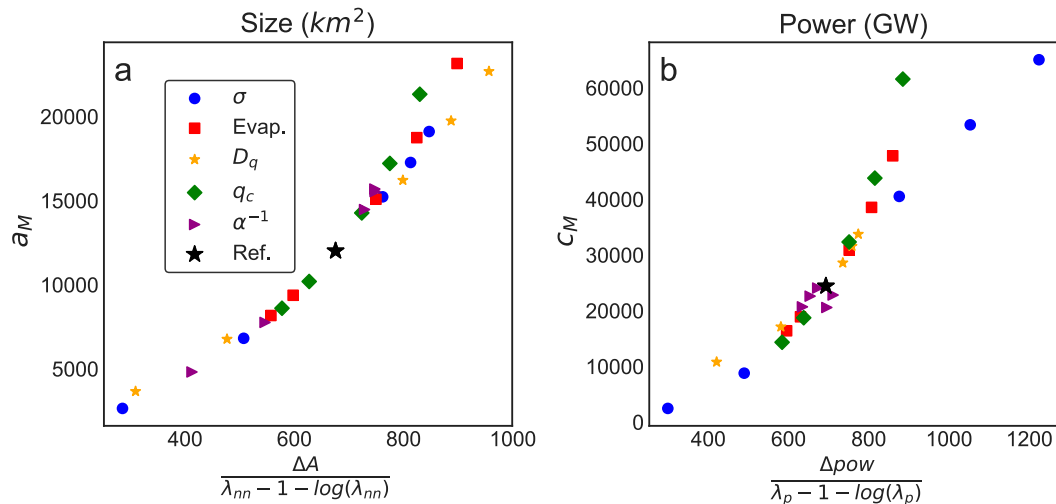 Size (km²)
a
a_M
20000
15000
10000
5000
σ
Evap.
D_q
q_c
α⁻¹
Ref.
400 600 800 1000
ΔA
λ_nn − 1 − log(λ_nn)
Power (GW)
b
c_M
60000
50000
40000
30000
20000
10000
0
400 600 800 1000 1200
Δpow
λ_p − 1 − log(λ_p)